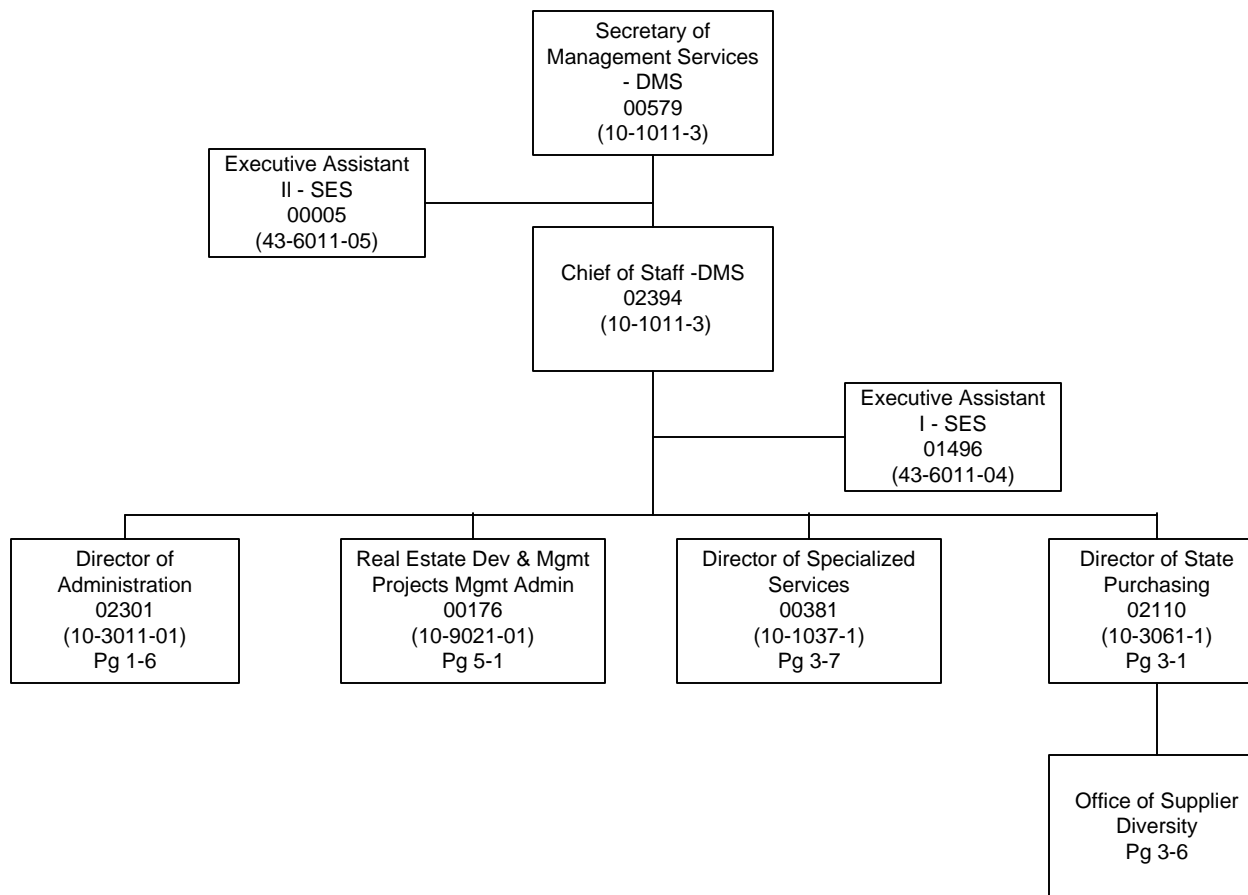 Secretary of
Management Services
- DMS
00579
(10-1011-3)
Executive Assistant
II - SES
00005
(43-6011-05)
Chief of Staff -DMS
02394
(10-1011-3)
Executive Assistant
I - SES
01496
(43-6011-04)
Director of
Administration
02301
(10-3011-01)
Pg 1-6
Real Estate Dev & Mgmt
Projects Mgmt Admin
00176
(10-9021-01)
Pg 5-1
Director of Specialized
Services
00381
(10-1037-1)
Pg 3-7
Director of State
Purchasing
02110
(10-3061-1)
Pg 3-1
Office of Supplier
Diversity
Pg 3-6